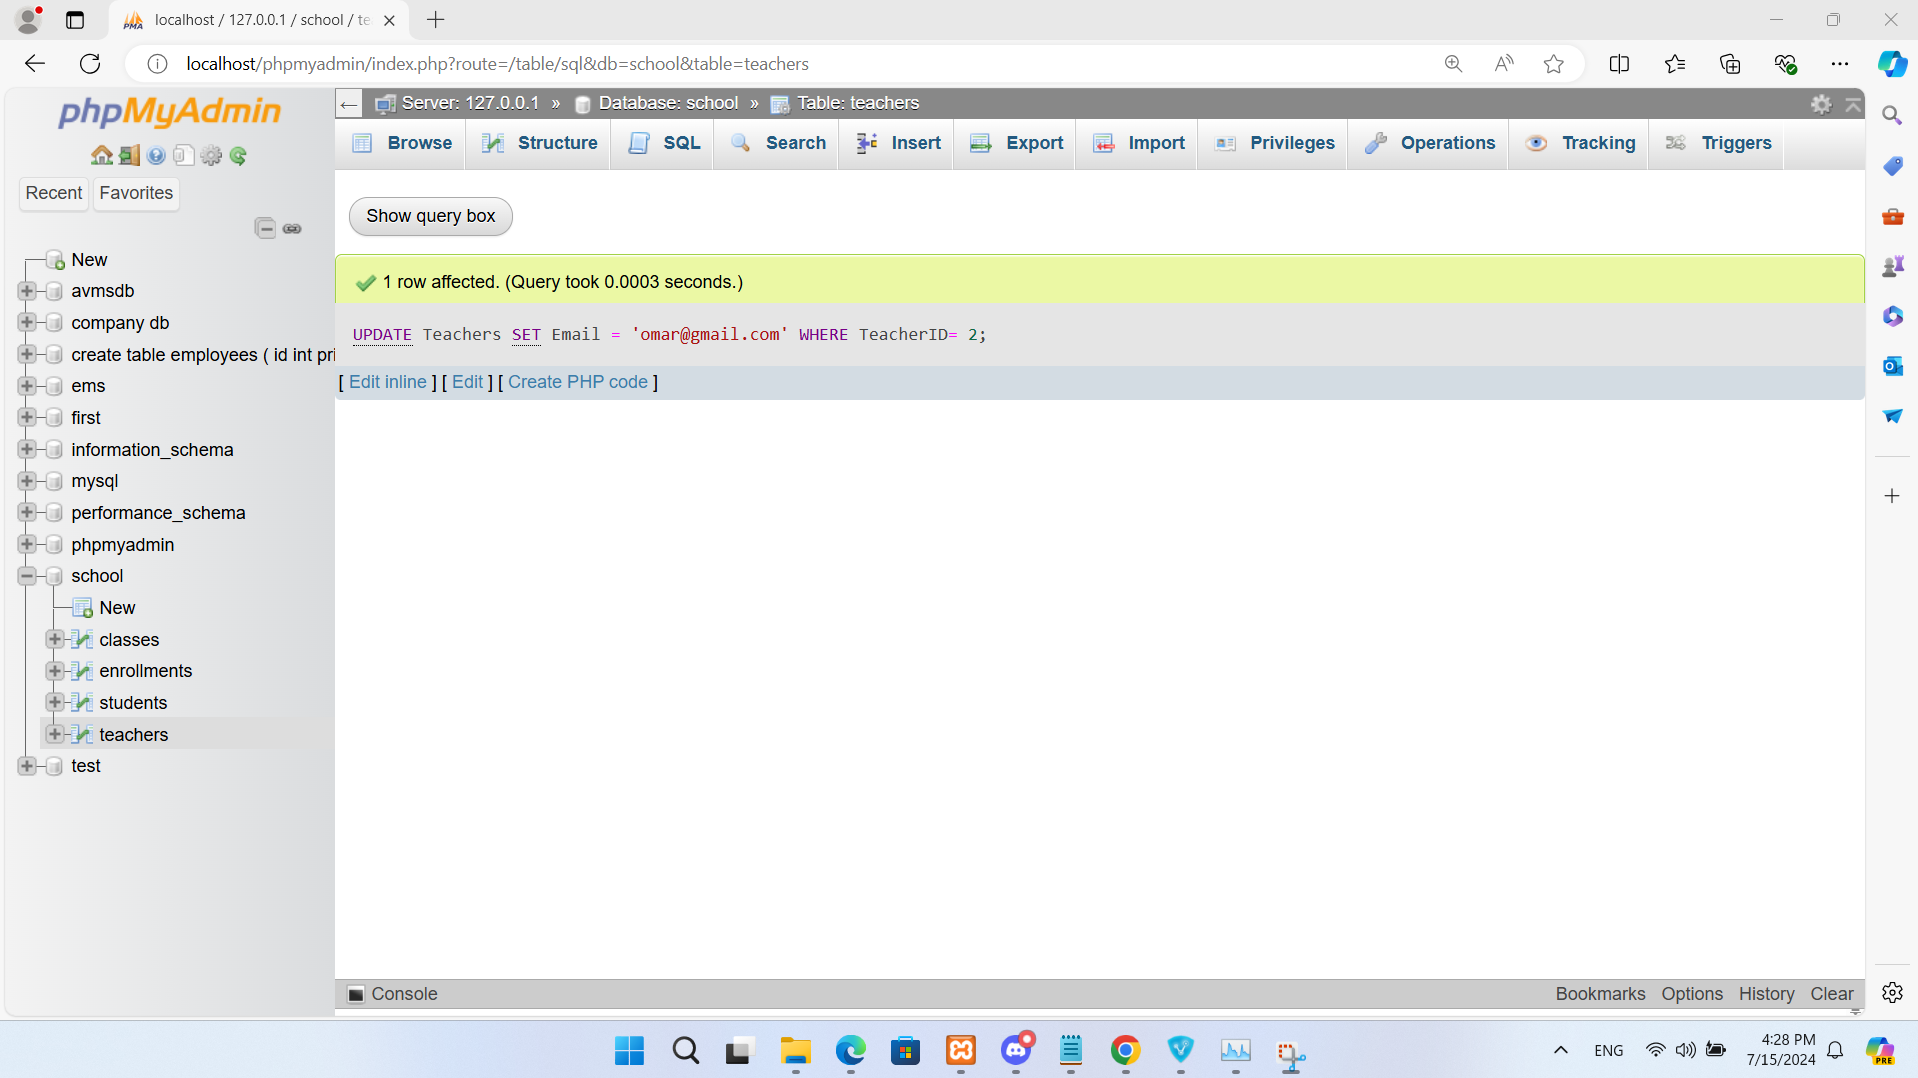 localhost / 127.0.0.1 / school / te
localhost/phpmyadmin/index.php?route=/table/sql&db=school&table=teachers
phpMyAdmin
Recent
Favorites
New
avmsdb
company db
create table employees ( id int pri
ems
first
information_schema
mysql
performance_schema
phpmyadmin
school
New
classes
enrollments
students
teachers
test
Server: 127.0.0.1 » Database: school » Table: teachers
Browse
Structure
SQL
Search
Insert
Export
Import
Privileges
Operations
Tracking
Triggers
Show query box
1 row affected. (Query took 0.0003 seconds.)
UPDATE Teachers SET Email = 'omar@gmail.com' WHERE TeacherID= 2;
[ Edit inline ] [ Edit ] [ Create PHP code ]
Console
Bookmarks Options History Clear
ENG
4:28 PM
7/15/2024
PRE